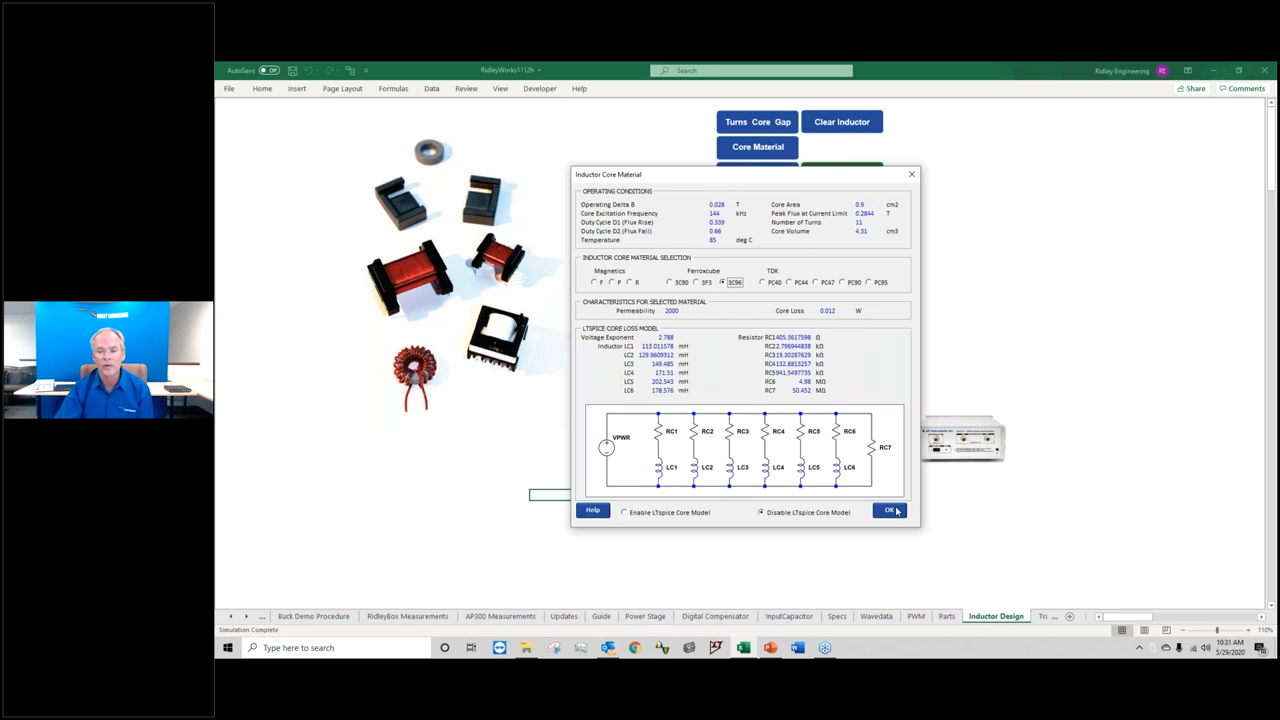 AutoSave Off
RidleyWorks1112h
Search
Ridley Engineering RE
File Home Insert Page Layout Formulas Data Review View Developer Help
Share Comments
Turns Core Gap Clear Inductor
Core Material
Inductor Core Material
OPERATING CONDITIONS
Operating Delta B 0.028 T Core Area 0.9 cm2
Core Excitation Frequency 144 kHz Peak Flux at Current Limit 0.2844 T
Duty Cycle D1 (Flux Rise) 0.339 Number of Turns 11
Duty Cycle D2 (Flux Fall) 0.66 Core Volume 4.31 cm3
Temperature 85 deg C
INDUCTOR CORE MATERIAL SELECTION
Magnetics Ferroxcube TDK
F P R 3C90 3F3 3C96 PC40 PC44 PC47 PC90 PC95
CHARACTERISTICS FOR SELECTED MATERIAL
Permeability 2000 Core Loss 0.012 W
LTSPICE CORE LOSS MODEL
Voltage Exponent 2.788 Resistor RC1 405.3617598 Ω
Inductor LC1 113.011578 mH RC2 2.796944838 kΩ
LC2 129.9609312 mH RC3 19.30287629 kΩ
LC3 149.485 mH RC4 132.8813257 kΩ
LC4 171.51 mH RC5 941.5497735 kΩ
LC5 202.543 mH RC6 4.98 MΩ
LC6 178.576 mH RC7 50.452 MΩ
VPWR RC1 RC2 RC3 RC4 RC5 RC6 RC7
LC1 LC2 LC3 LC4 LC5 LC6
Help Enable LTspice Core Model Disable LTspice Core Model OK
... Buck Demo Procedure RidleyBox Measurements AP300 Measurements Updates Guide Power Stage Digital Compensator InputCapacitor Specs Wavedata PWM Parts Inductor Design Tr ...
Simulation Complete
110%
Type here to search
10:31 AM
5/29/2020